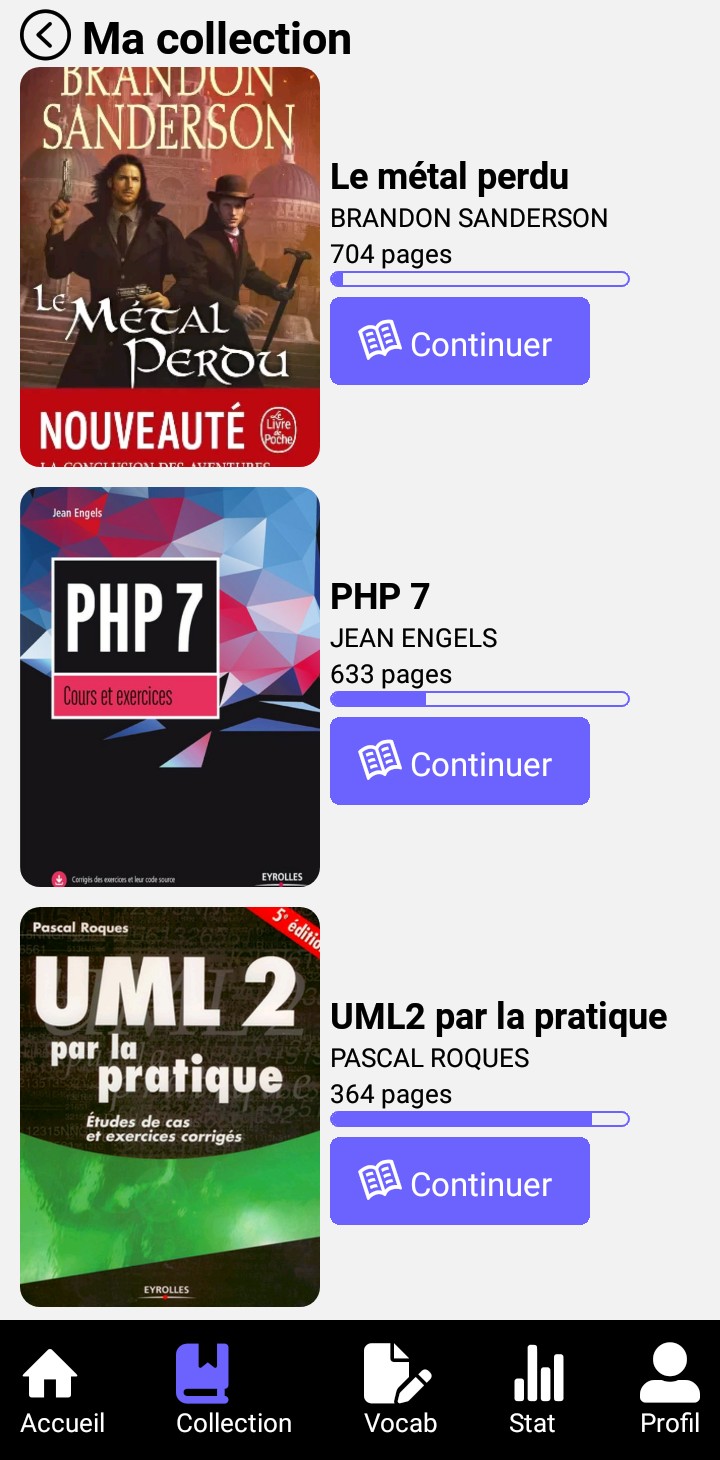 Ma collection
BRANDON
SANDERSON
LE MÉTAL
PERDU
NOUVEAUTÉ
Le
Livre
de
Poche
LA CONCLUSION DES AVENTURES
Le métal perdu
BRANDON SANDERSON
704 pages
Continuer
Jean Engels
PHP 7
Cours et exercices
Corrigés des exercices et leur code source
EYROLLES
PHP 7
JEAN ENGELS
633 pages
Continuer
Pascal Roques
5e éditio
UML 2
par la
pratique
Études de cas
et exercices corrigés
EYROLLES
UML2 par la pratique
PASCAL ROQUES
364 pages
Continuer
Accueil
Collection
Vocab
Stat
Profil